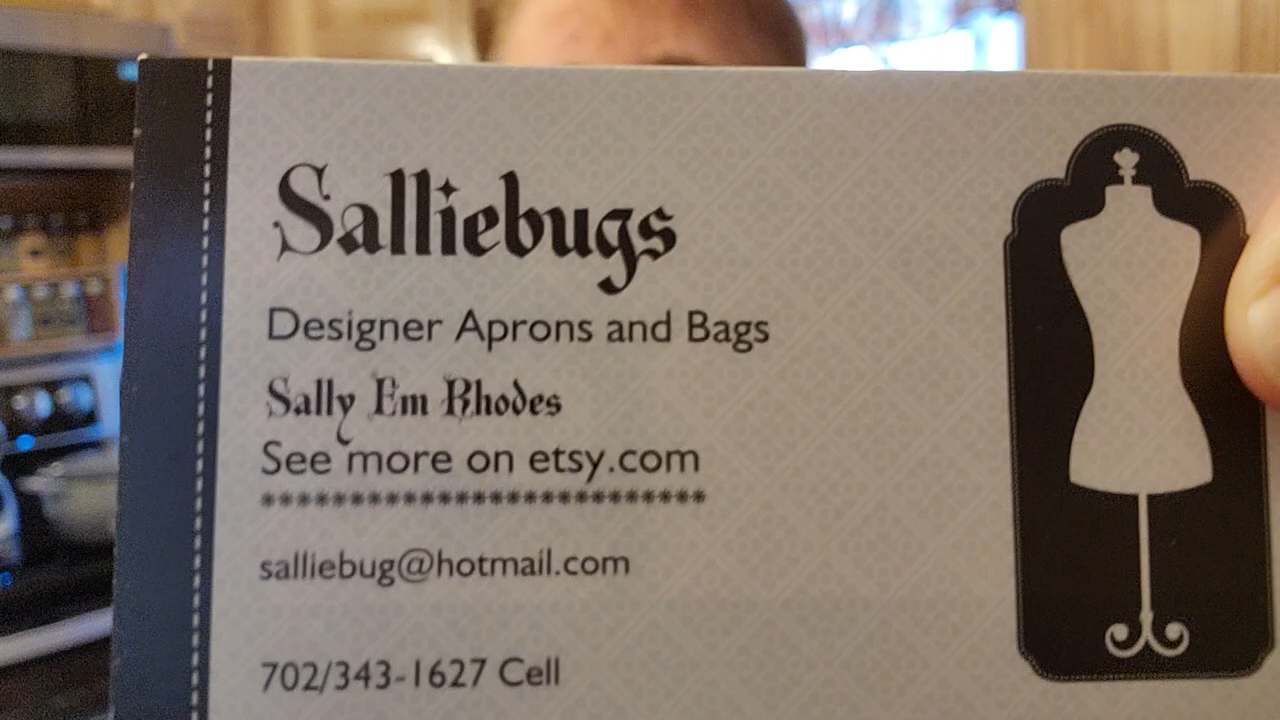 Salliebugs
Designer Aprons and Bags
Sally Em Rhodes
See more on etsy.com
*************************
salliebug@hotmail.com
702/343-1627 Cell